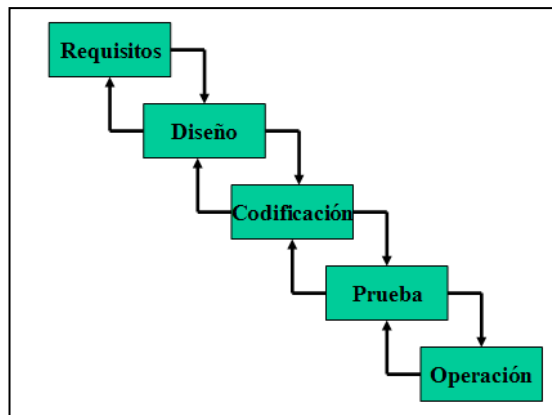 Requisitos
Diseño
Codificación
Prueba
Operación